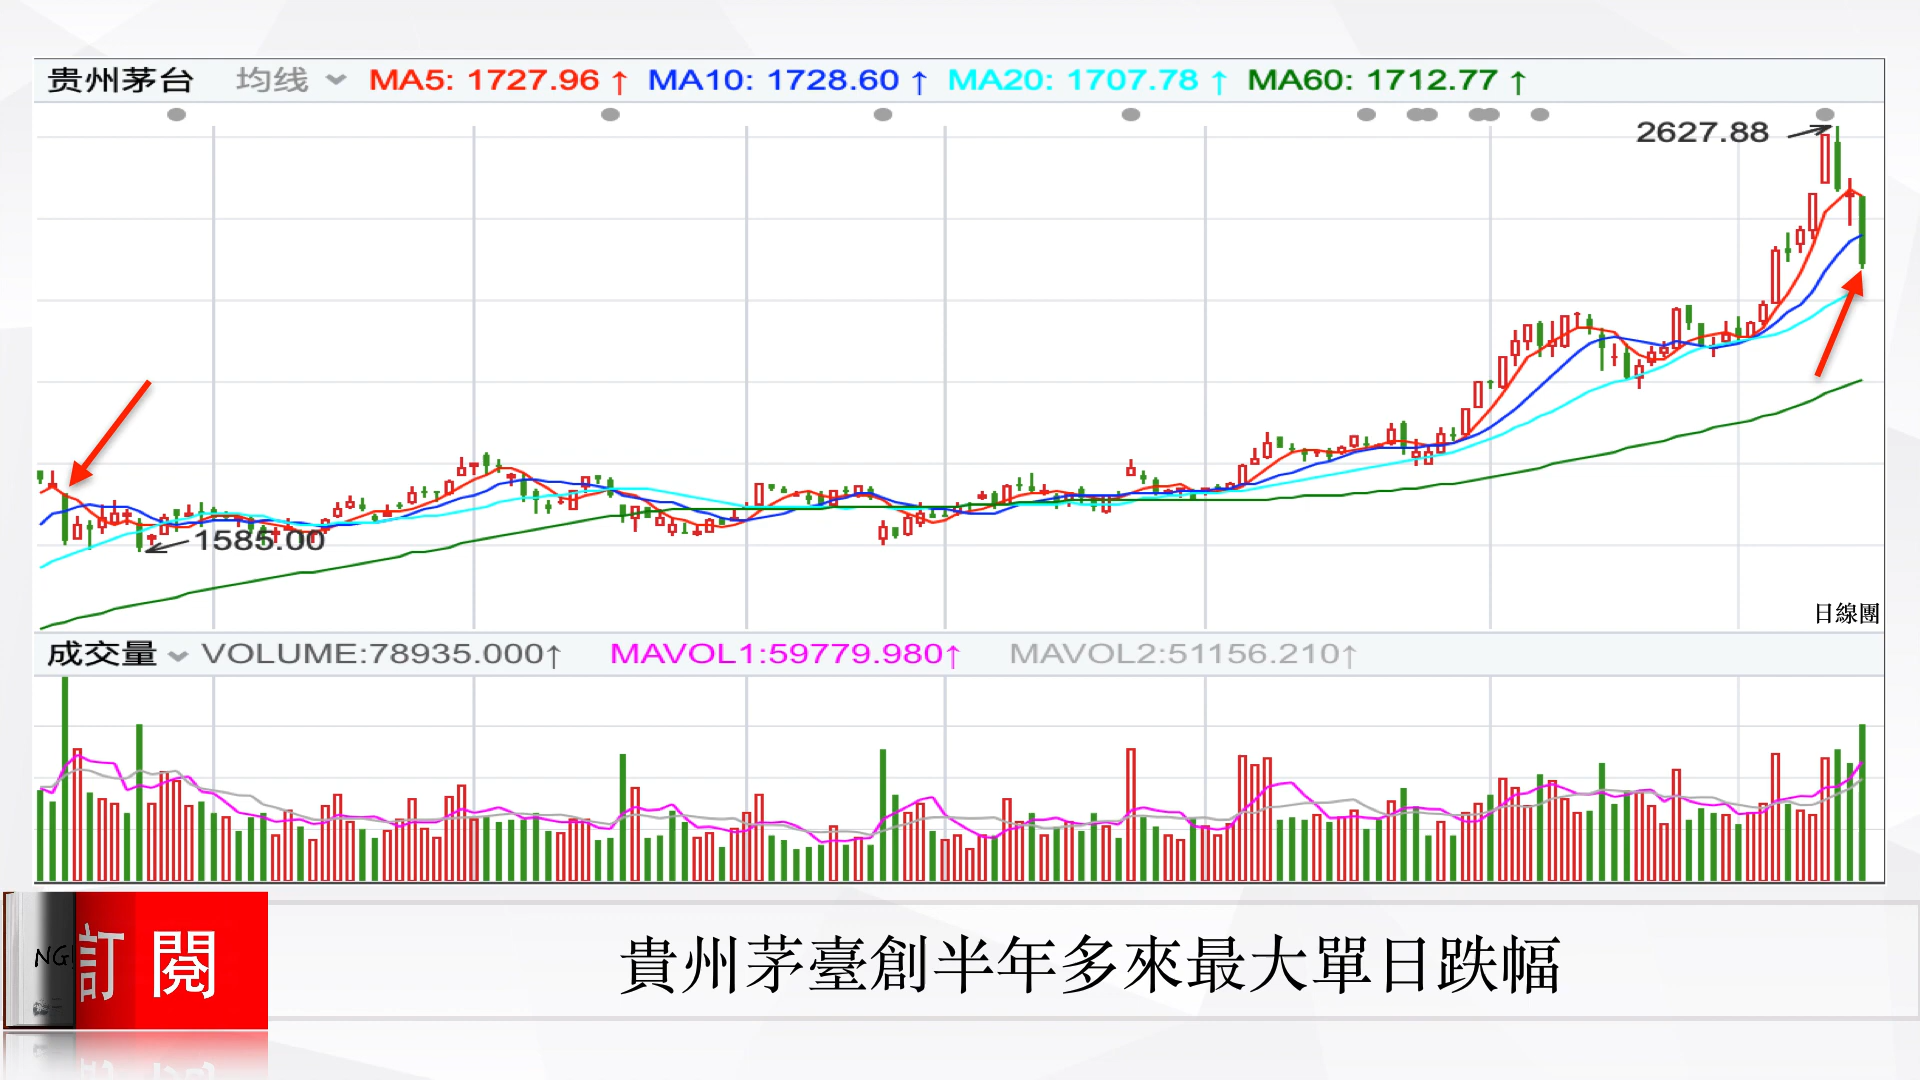 贵州茅台 均线 MA5: 1727.96 ↑ MA10: 1728.60 ↑ MA20: 1707.78 ↑ MA60: 1712.77 ↑
2627.88
1585.00
日線團
成交量 VOLUME:78935.000↑ MAVOL1:59779.980↑ MAVOL2:51156.210↑
NG!
訂閱
貴州茅臺創半年多來最大單日跌幅